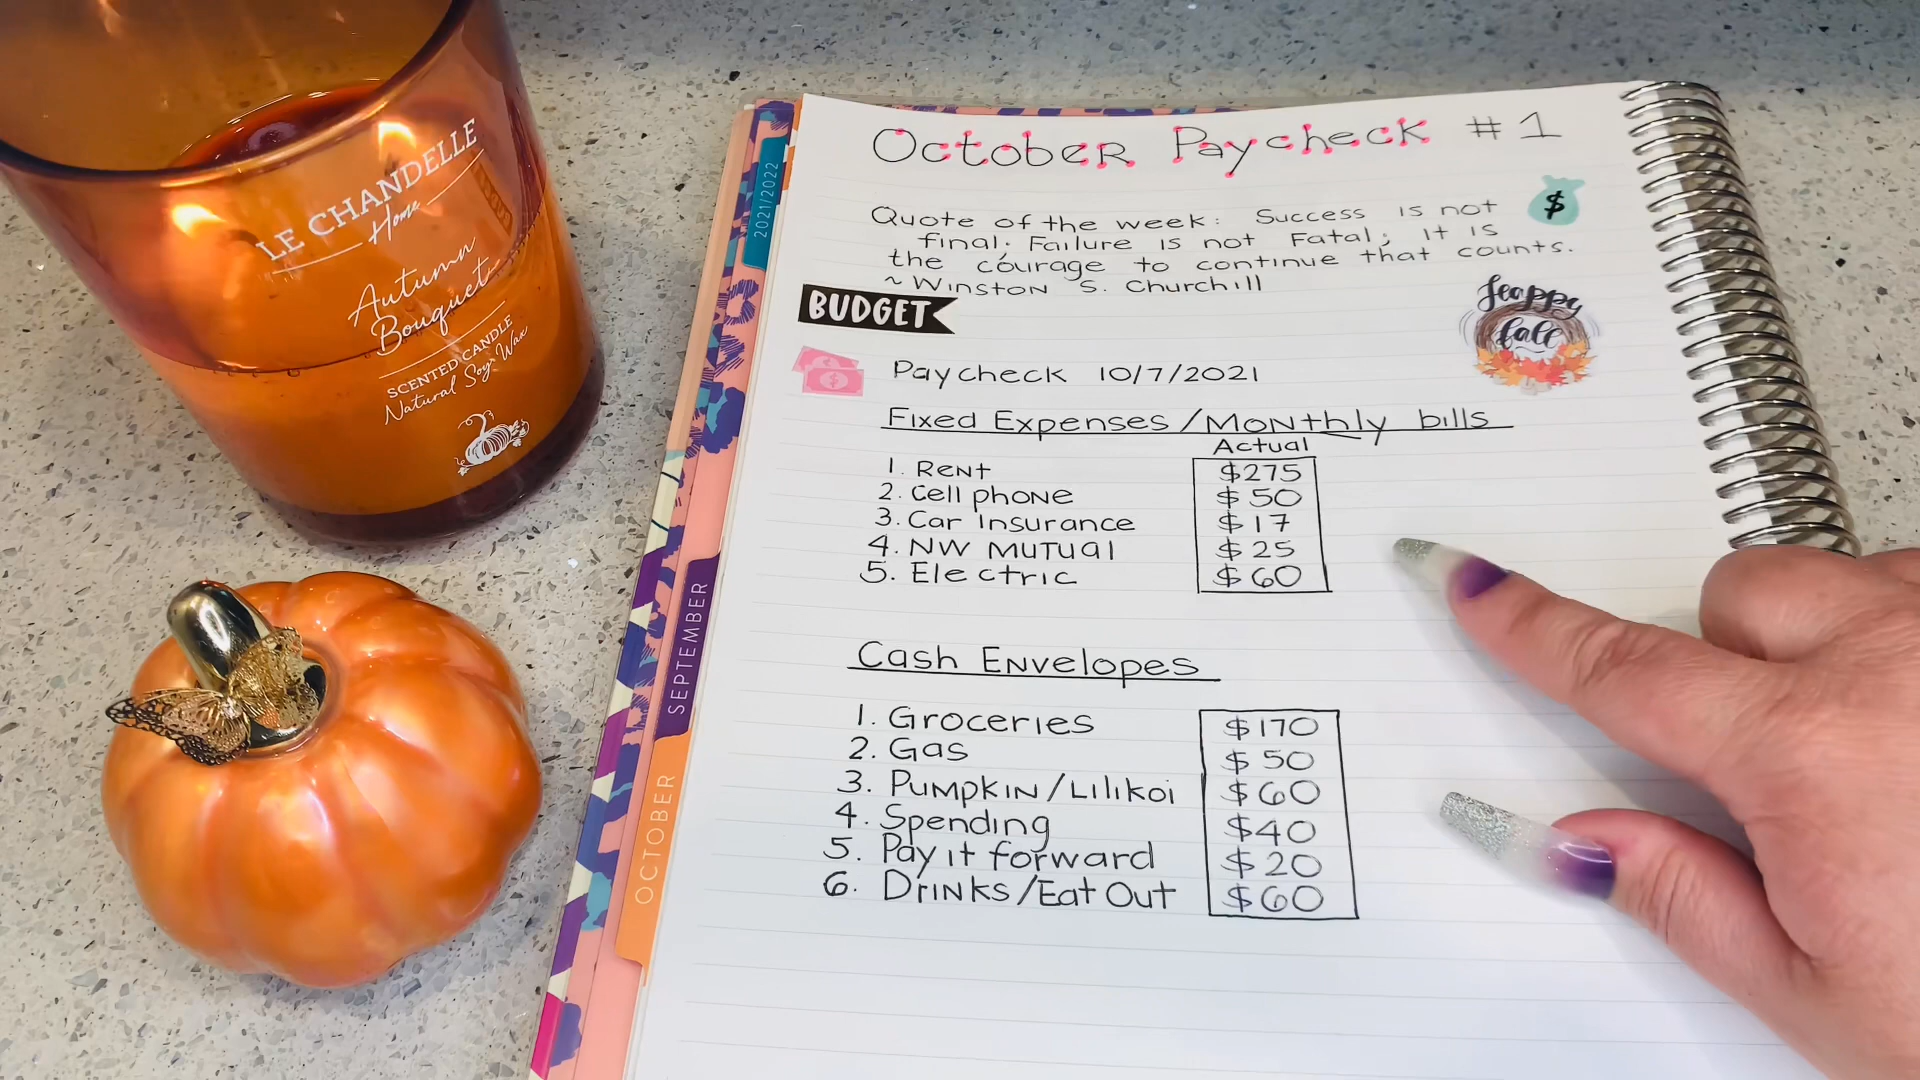 LE CHANDELLE
Home
Autumn
Bouquet
SCENTED CANDLE
Natural Soy Wax
2021/2022
SEPTEMBER
OCTOBER
October Paycheck #1
Quote of the week: Success is not
final; Failure is not Fatal; it is
the courage to continue that counts.
~ Winston S. Churchill
$
BUDGET
Happy
fall
Paycheck 10/7/2021
Fixed Expenses/Monthly bills
Actual
1. Rent $275
2. Cell phone $50
3. Car Insurance $17
4. NW Mutual $25
5. Electric $60
Cash Envelopes
1. Groceries $170
2. Gas $50
3. Pumpkin/Lilikoi $60
4. Spending $40
5. Pay it forward $20
6. Drinks/Eat Out $60